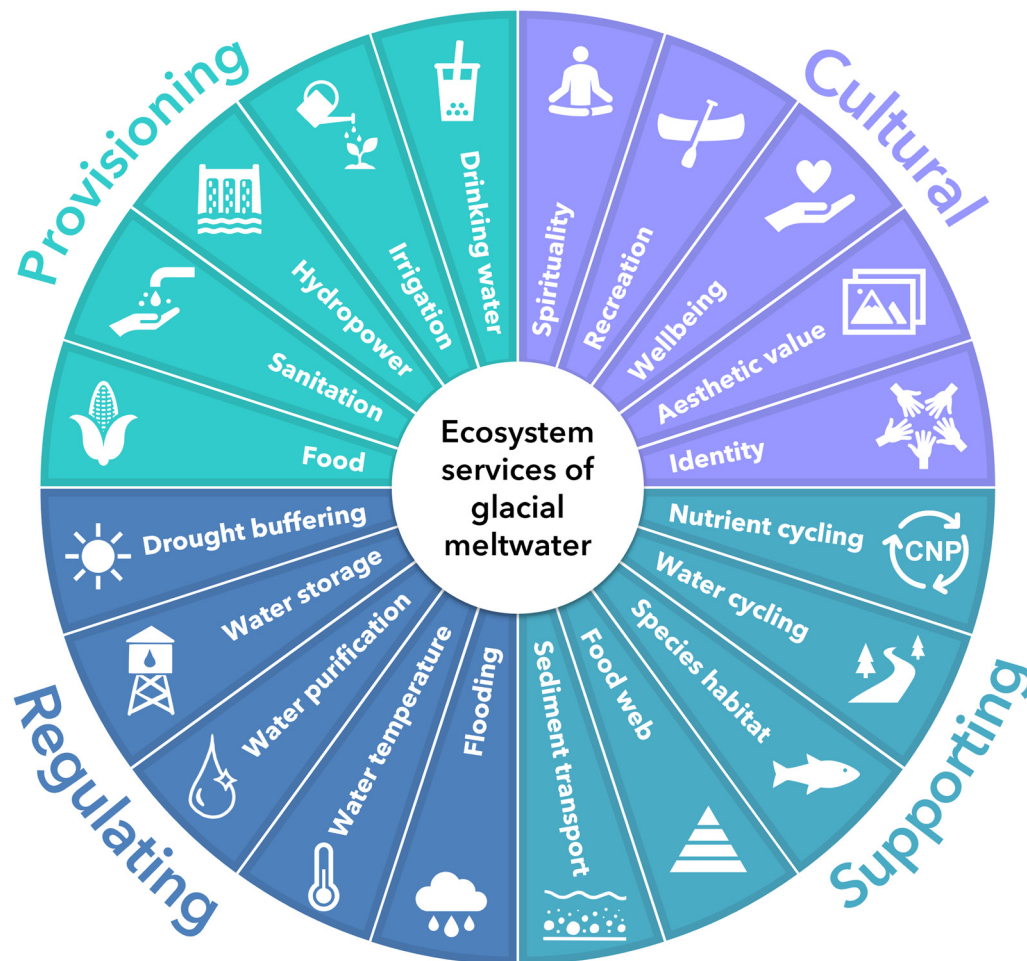 Provisioning
Food
Sanitation
Hydropower
Irrigation
Drinking water
Cultural
Spirituality
Recreation
Wellbeing
Aesthetic value
Identity
Ecosystem
services of
glacial
meltwater
Supporting
Nutrient cycling
CNP
Water cycling
Species habitat
Food web
Sediment transport
Regulating
Drought buffering
Water storage
Water purification
Water temperature
Flooding